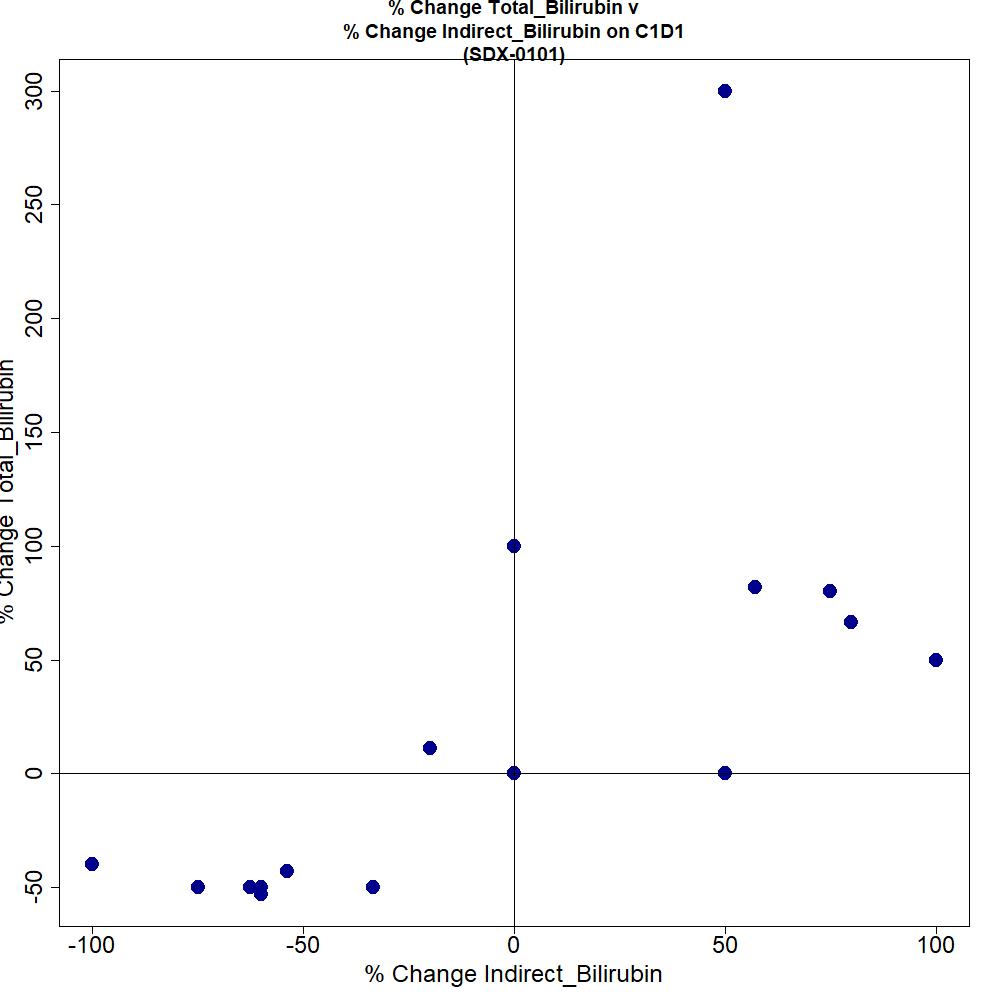 % Change Total_Bilirubin v
% Change Indirect_Bilirubin on C1D1
(SDX-0101)
% Change Total_Bilirubin
300
250
200
150
100
50
0
-50
-100
-50
0
50
100
% Change Indirect_Bilirubin